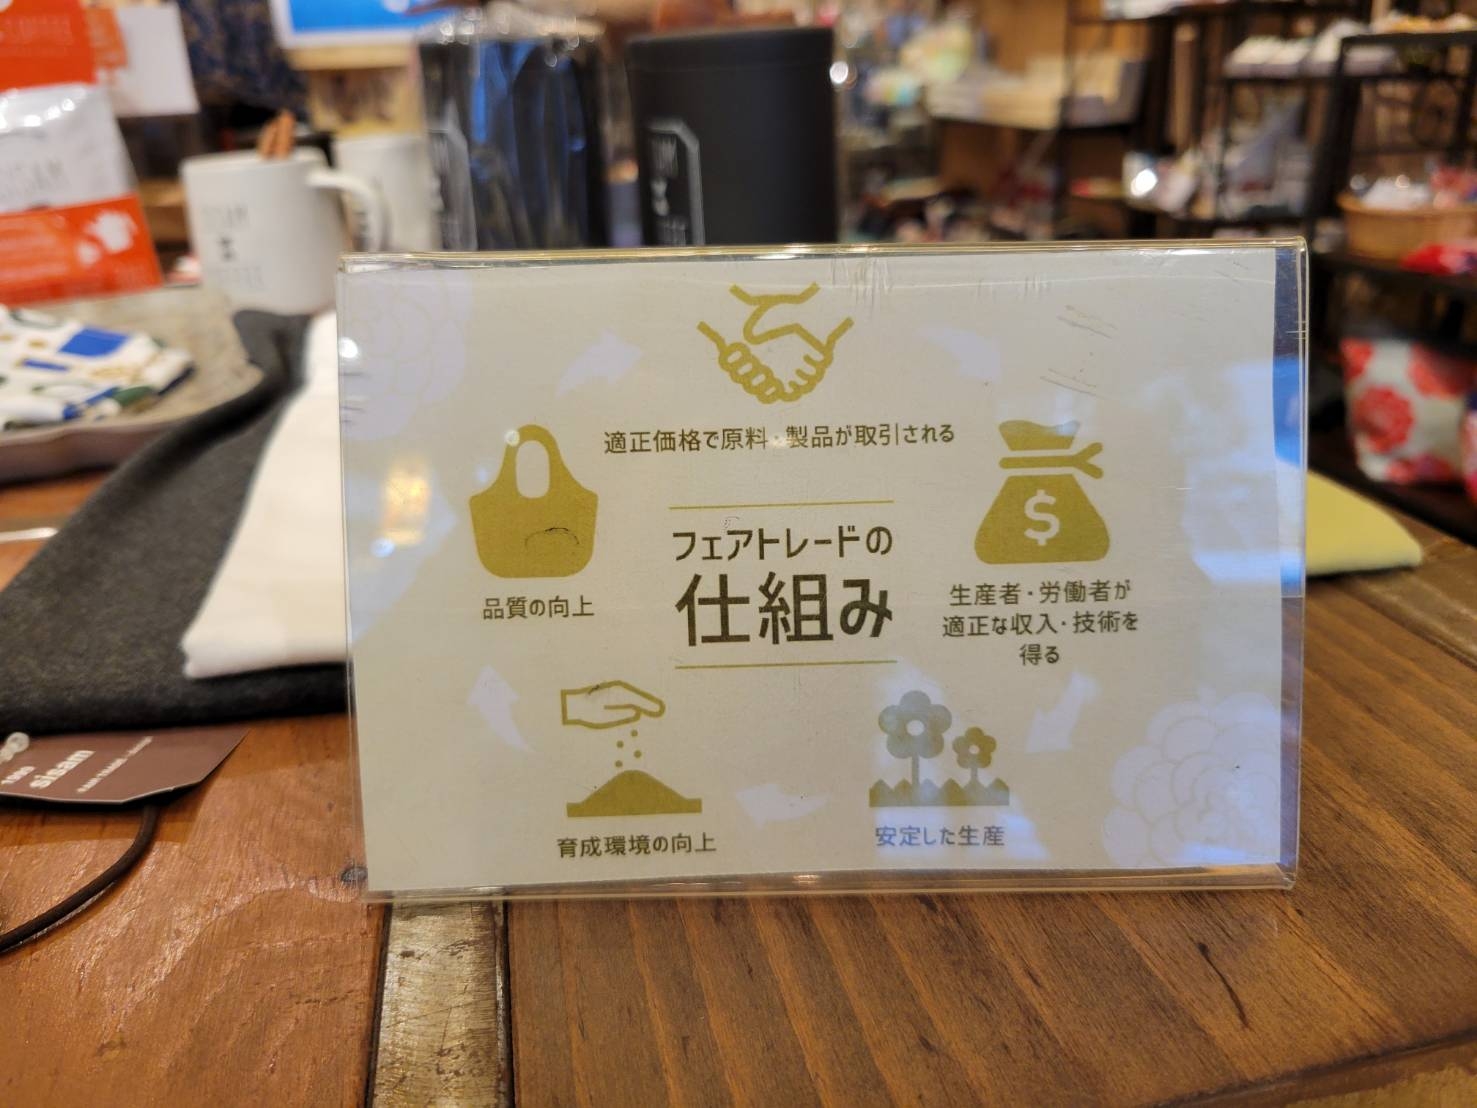 適正価格で原料・製品が取引される
フェアトレードの
仕組み
品質の向上
生産者・労働者が
適正な収入・技術を
得る
育成環境の向上
安定した生産
$
sisam